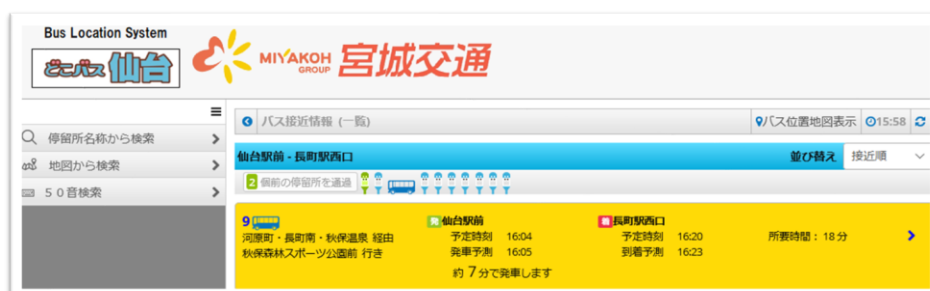 Bus Location System
どこバス仙台
MIYAKOH GROUP 宮城交通
バス接近情報 (一覧)
バス位置地図表示 15:58
停留所名称から検索
地図から検索
50音検索
仙台駅前 - 長町駅西口
並び替え 接近順
2 個前の停留所を通過
9
河原町・長町南・秋保温泉 経由
秋保森林スポーツ公園前 行き
発 仙台駅前
予定時刻 16:04
発車予測 16:05
約 7分で発車します
着 長町駅西口
予定時刻 16:20
到着予測 16:23
所要時間：18分